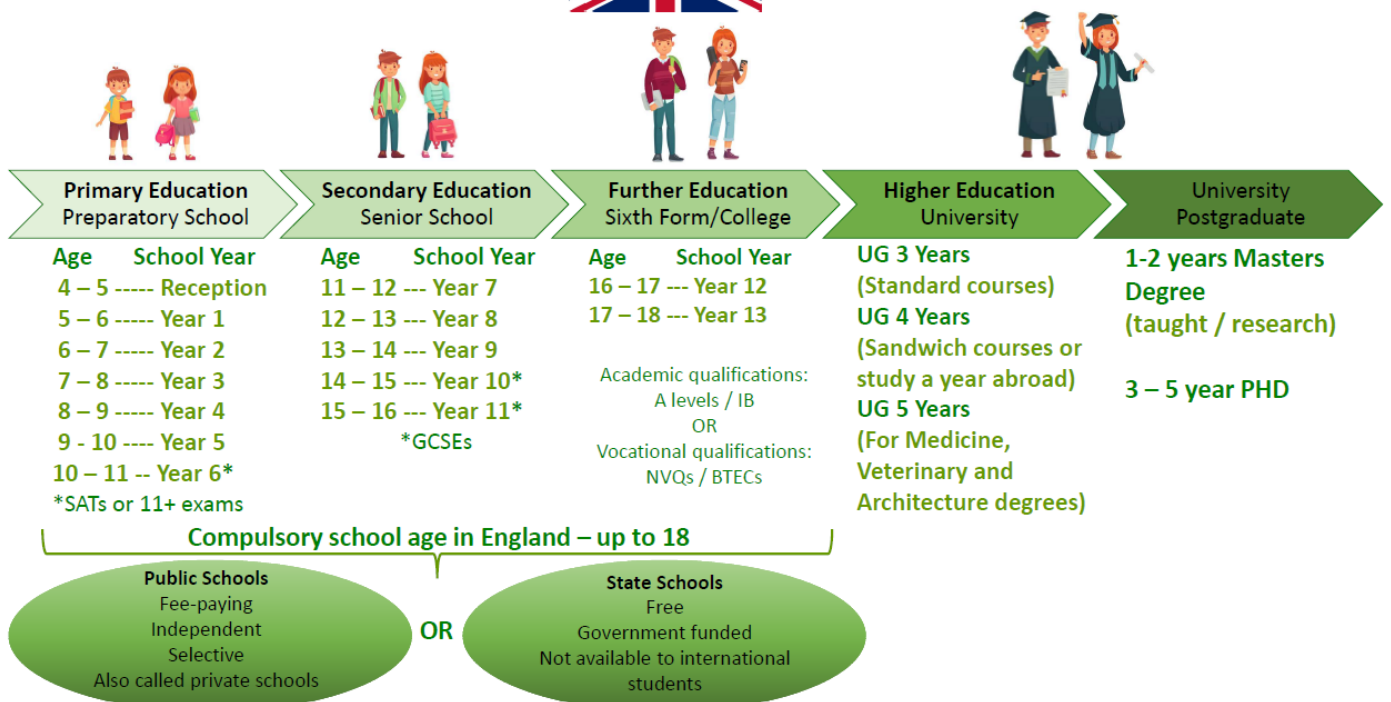 Primary Education
Preparatory School
Secondary Education
Senior School
Further Education
Sixth Form/College
Higher Education
University
University
Postgraduate
Age School Year
4 – 5 ----- Reception
5 – 6 ----- Year 1
6 – 7 ----- Year 2
7 – 8 ----- Year 3
8 – 9 ----- Year 4
9 - 10 ---- Year 5
10 – 11 -- Year 6*
*SATs or 11+ exams
Age School Year
11 – 12 --- Year 7
12 – 13 --- Year 8
13 – 14 --- Year 9
14 – 15 --- Year 10*
15 – 16 --- Year 11*
*GCSEs
Age School Year
16 – 17 --- Year 12
17 – 18 --- Year 13
Academic qualifications:
A levels / IB
OR
Vocational qualifications:
NVQs / BTECs
UG 3 Years
(Standard courses)
UG 4 Years
(Sandwich courses or
study a year abroad)
UG 5 Years
(For Medicine,
Veterinary and
Architecture degrees)
1-2 years Masters
Degree
(taught / research)
3 – 5 year PHD
Compulsory school age in England – up to 18
Public Schools
Fee-paying
Independent
Selective
Also called private schools
OR
State Schools
Free
Government funded
Not available to international
students